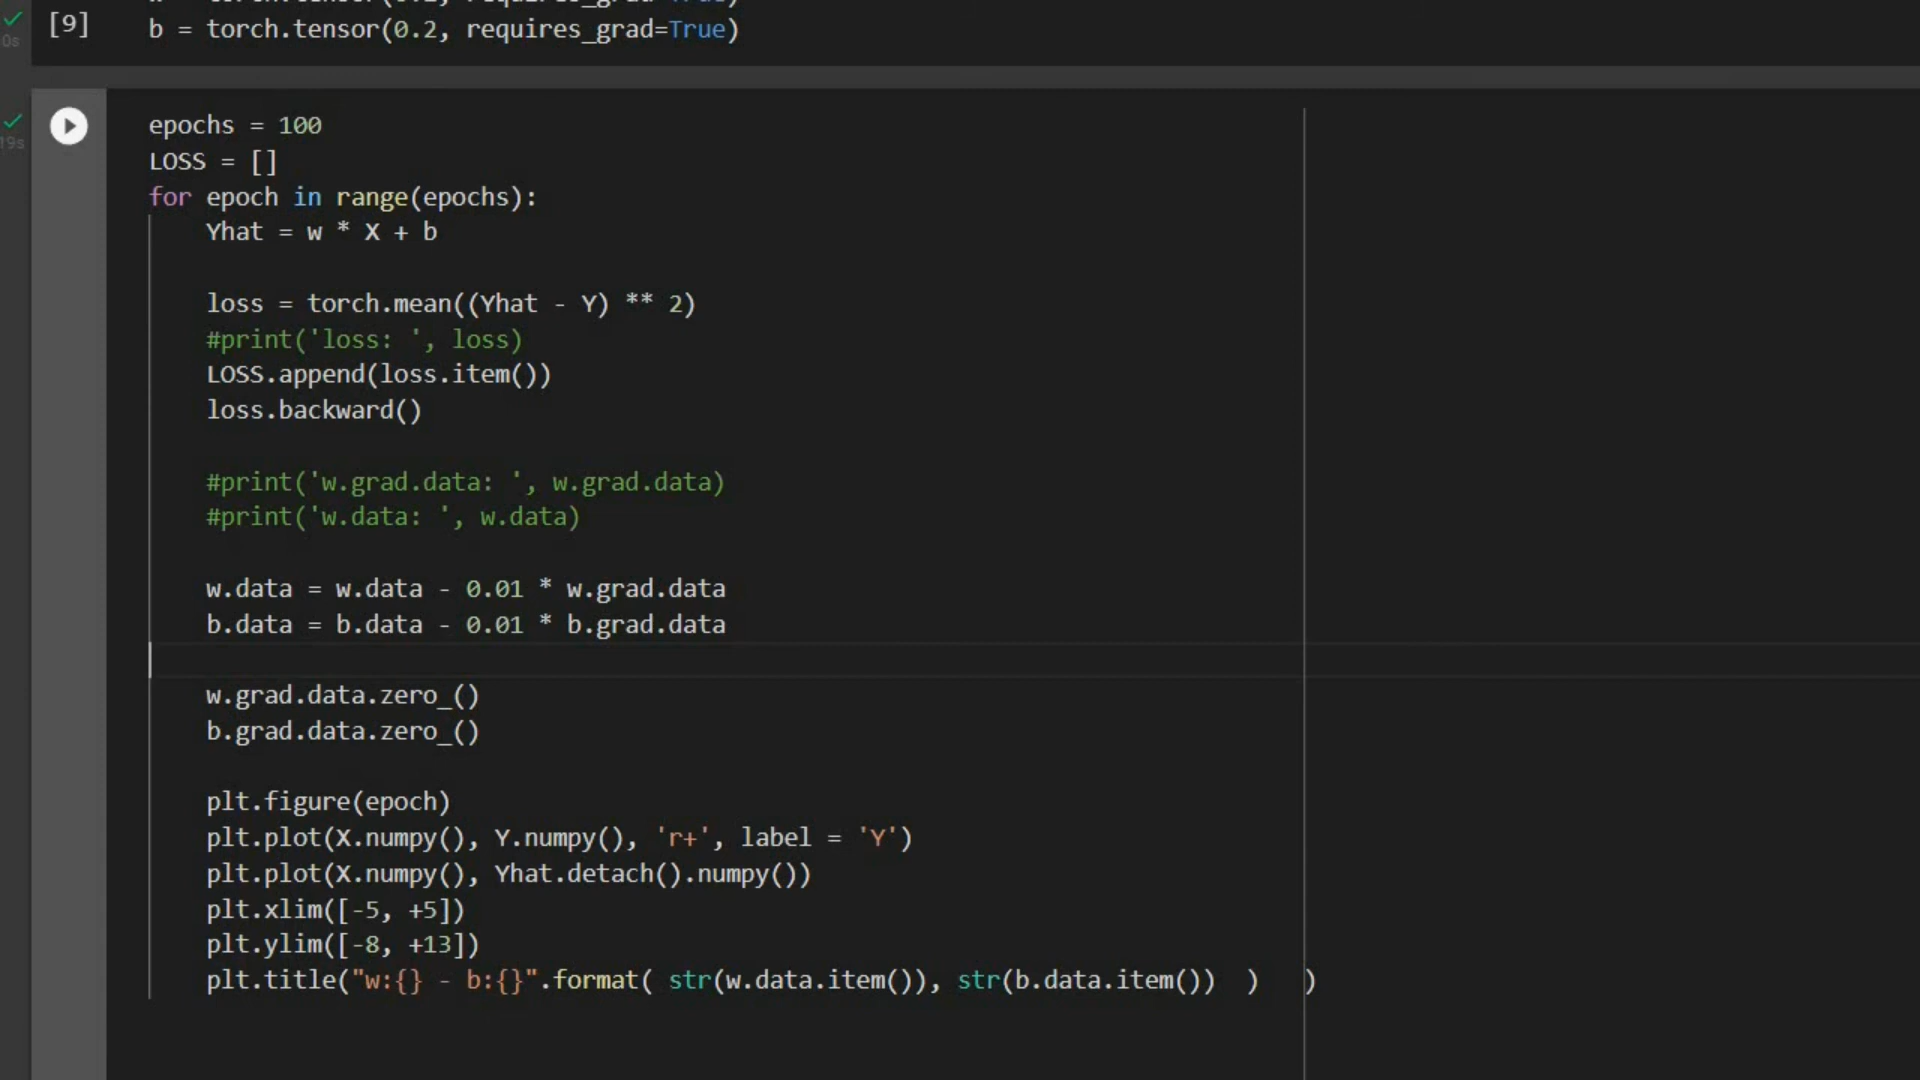 [9]
b = torch.tensor(0.2, requires_grad=True)
0s
19s
epochs = 100
LOSS = []
for epoch in range(epochs):
    Yhat = w * X + b
    loss = torch.mean((Yhat - Y) ** 2)
    #print('loss: ', loss)
    LOSS.append(loss.item())
    loss.backward()
    #print('w.grad.data: ', w.grad.data)
    #print('w.data: ', w.data)
    w.data = w.data - 0.01 * w.grad.data
    b.data = b.data - 0.01 * b.grad.data
    w.grad.data.zero_()
    b.grad.data.zero_()
    plt.figure(epoch)
    plt.plot(X.numpy(), Y.numpy(), 'r+', label = 'Y')
    plt.plot(X.numpy(), Yhat.detach().numpy())
    plt.xlim([-5, +5])
    plt.ylim([-8, +13])
    plt.title("w:{} - b:{}".format( str(w.data.item()), str(b.data.item())  )   )